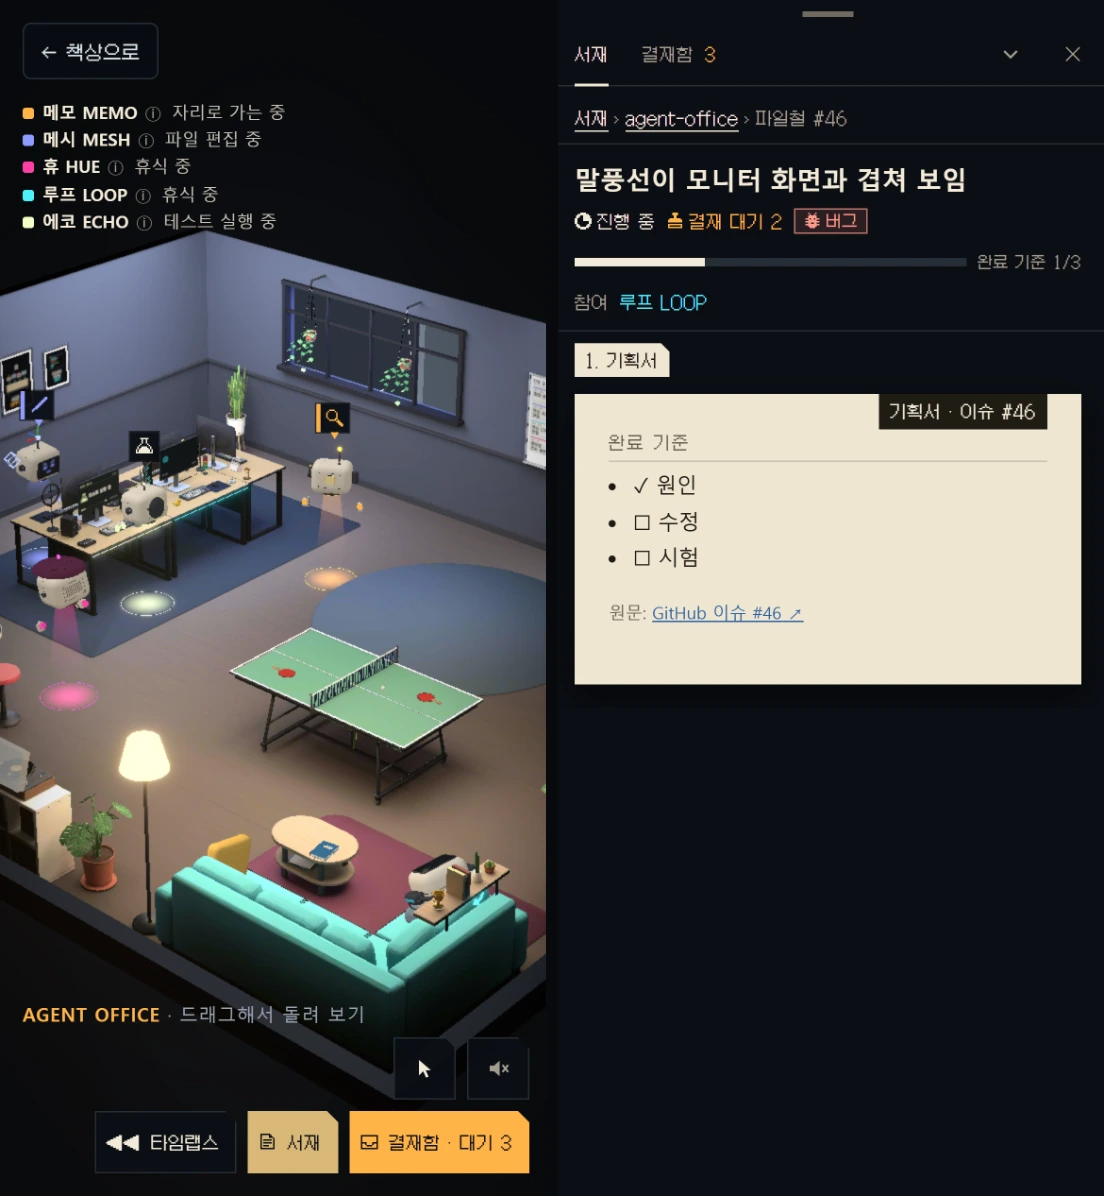 ← 책상으로
메모 MEMO ⓘ 자리로 가는 중
메시 MESH ⓘ 파일 편집 중
휴 HUE ⓘ 휴식 중
루프 LOOP ⓘ 휴식 중
에코 ECHO ⓘ 테스트 실행 중
AGENT OFFICE · 드래그해서 돌려 보기
◀◀ 타임랩스
서재
결재함 · 대기 3
서재 결재함 3
서재 › agent-office › 파일철 #46
말풍선이 모니터 화면과 겹쳐 보임
진행 중 결재 대기 2 버그
완료 기준 1/3
참여 루프 LOOP
1. 기획서
기획서 · 이슈 #46
완료 기준
• ✓ 원인
• ☐ 수정
• ☐ 시험
원문: GitHub 이슈 #46 ↗